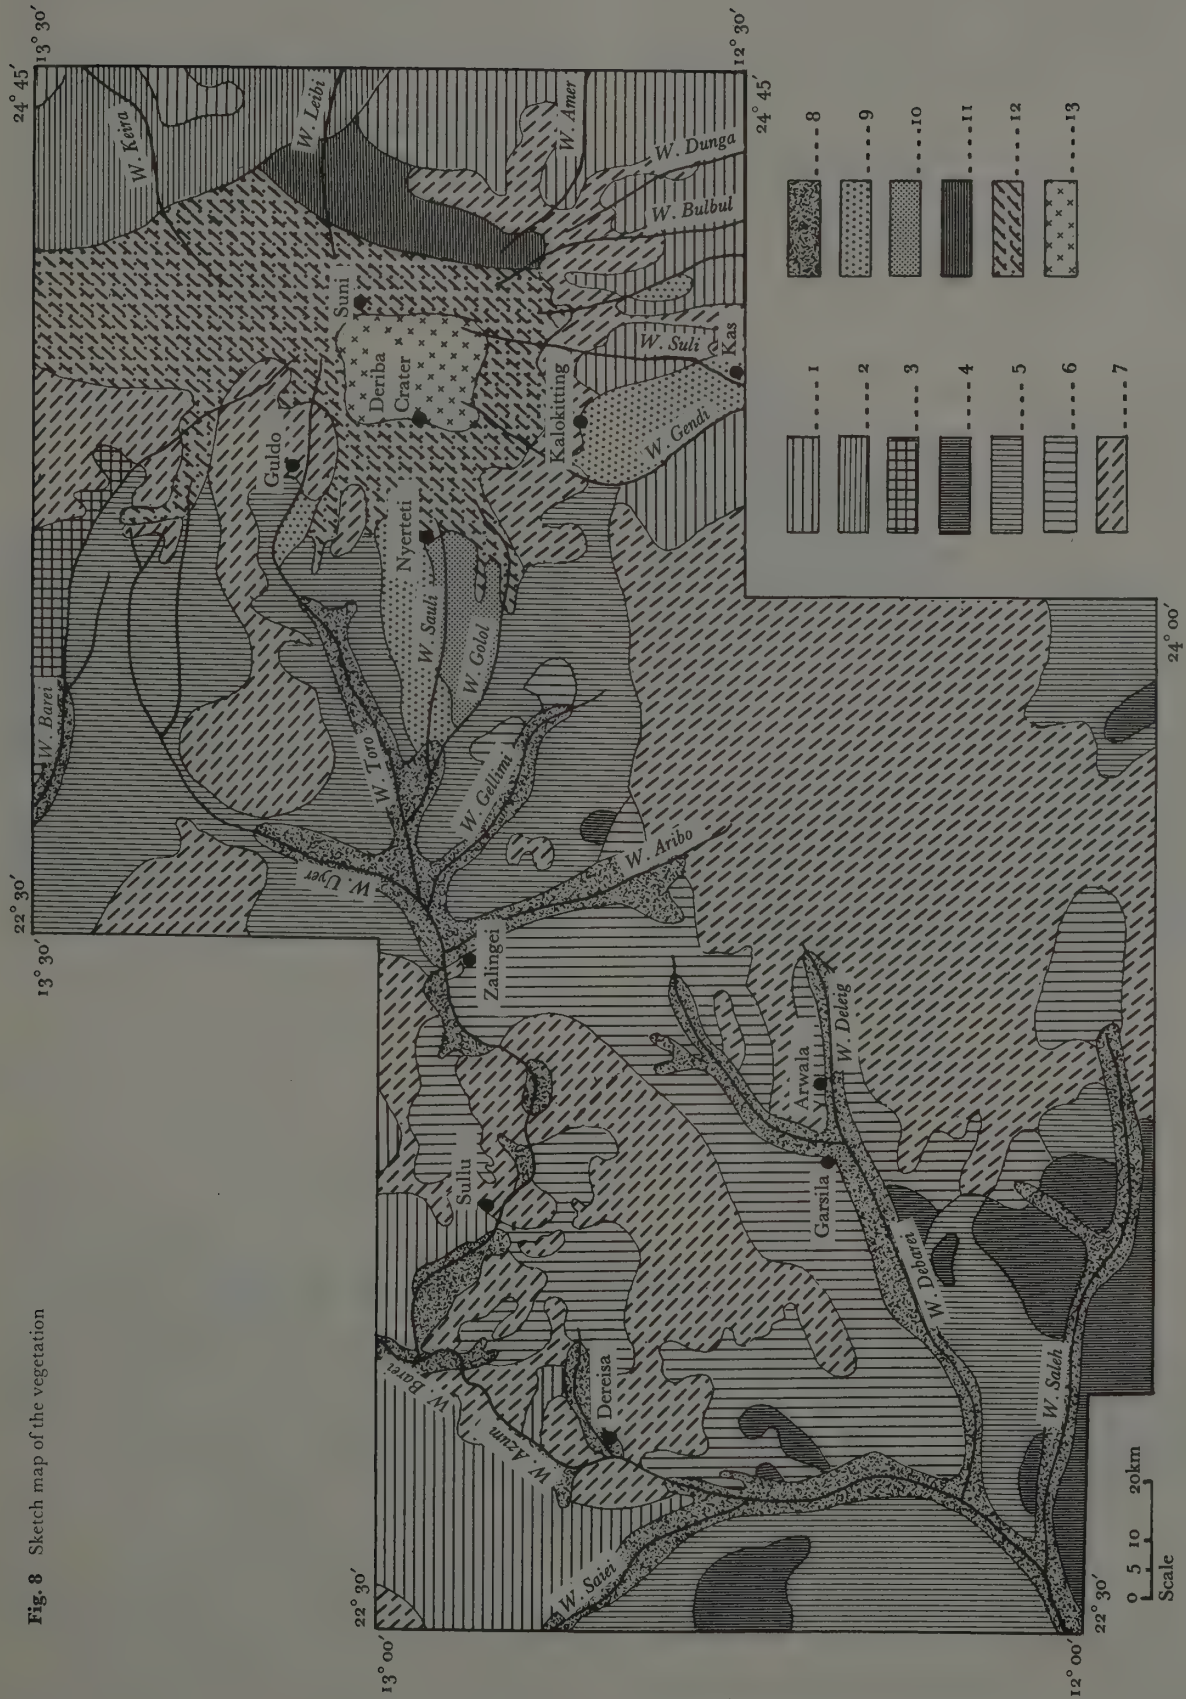 Fig. 8 Sketch map of the vegetation
22° 30'
24° 45'
13° 30'
13° 30'
W. Barei
W. Keira
W. Leibi
Guldo
Suni
W. Toro
W. Uyer
Deriba
Crater
Nyerteti
W. Sauli
W. Golol
W. Gellima
22° 30'
13° 00'
W. Barei
Sullu
Zalingei
W. Azum
Kalokitting
W. Amer
W. Saiei
Dereisa
W. Aribo
W. Gendi
W. Suli
W. Bulbul
W. Dunga
Kas
12° 30'
24° 45'
Arwala
W. Deleig
Garsila
W. Debarei
W. Saleh
12° 00'
22° 30'
24° 00'
0 5 10 20km
Scale
1
2
3
4
5
6
7
8
9
10
11
12
13